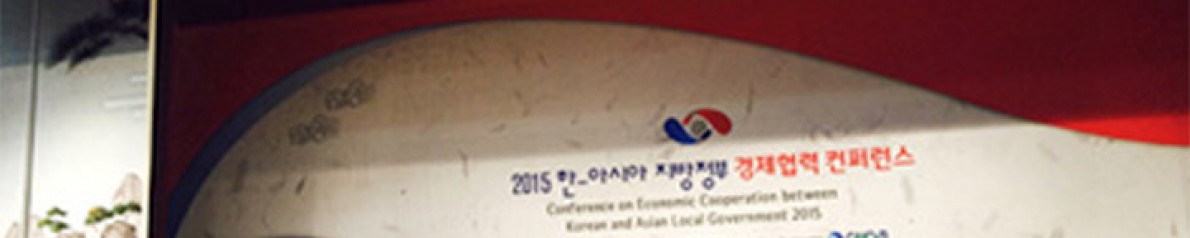 2015 한-아시아 지방정부 경제협력 컨퍼런스
Conference on Economic Cooperation between
Korean and Asian Local Government 2015